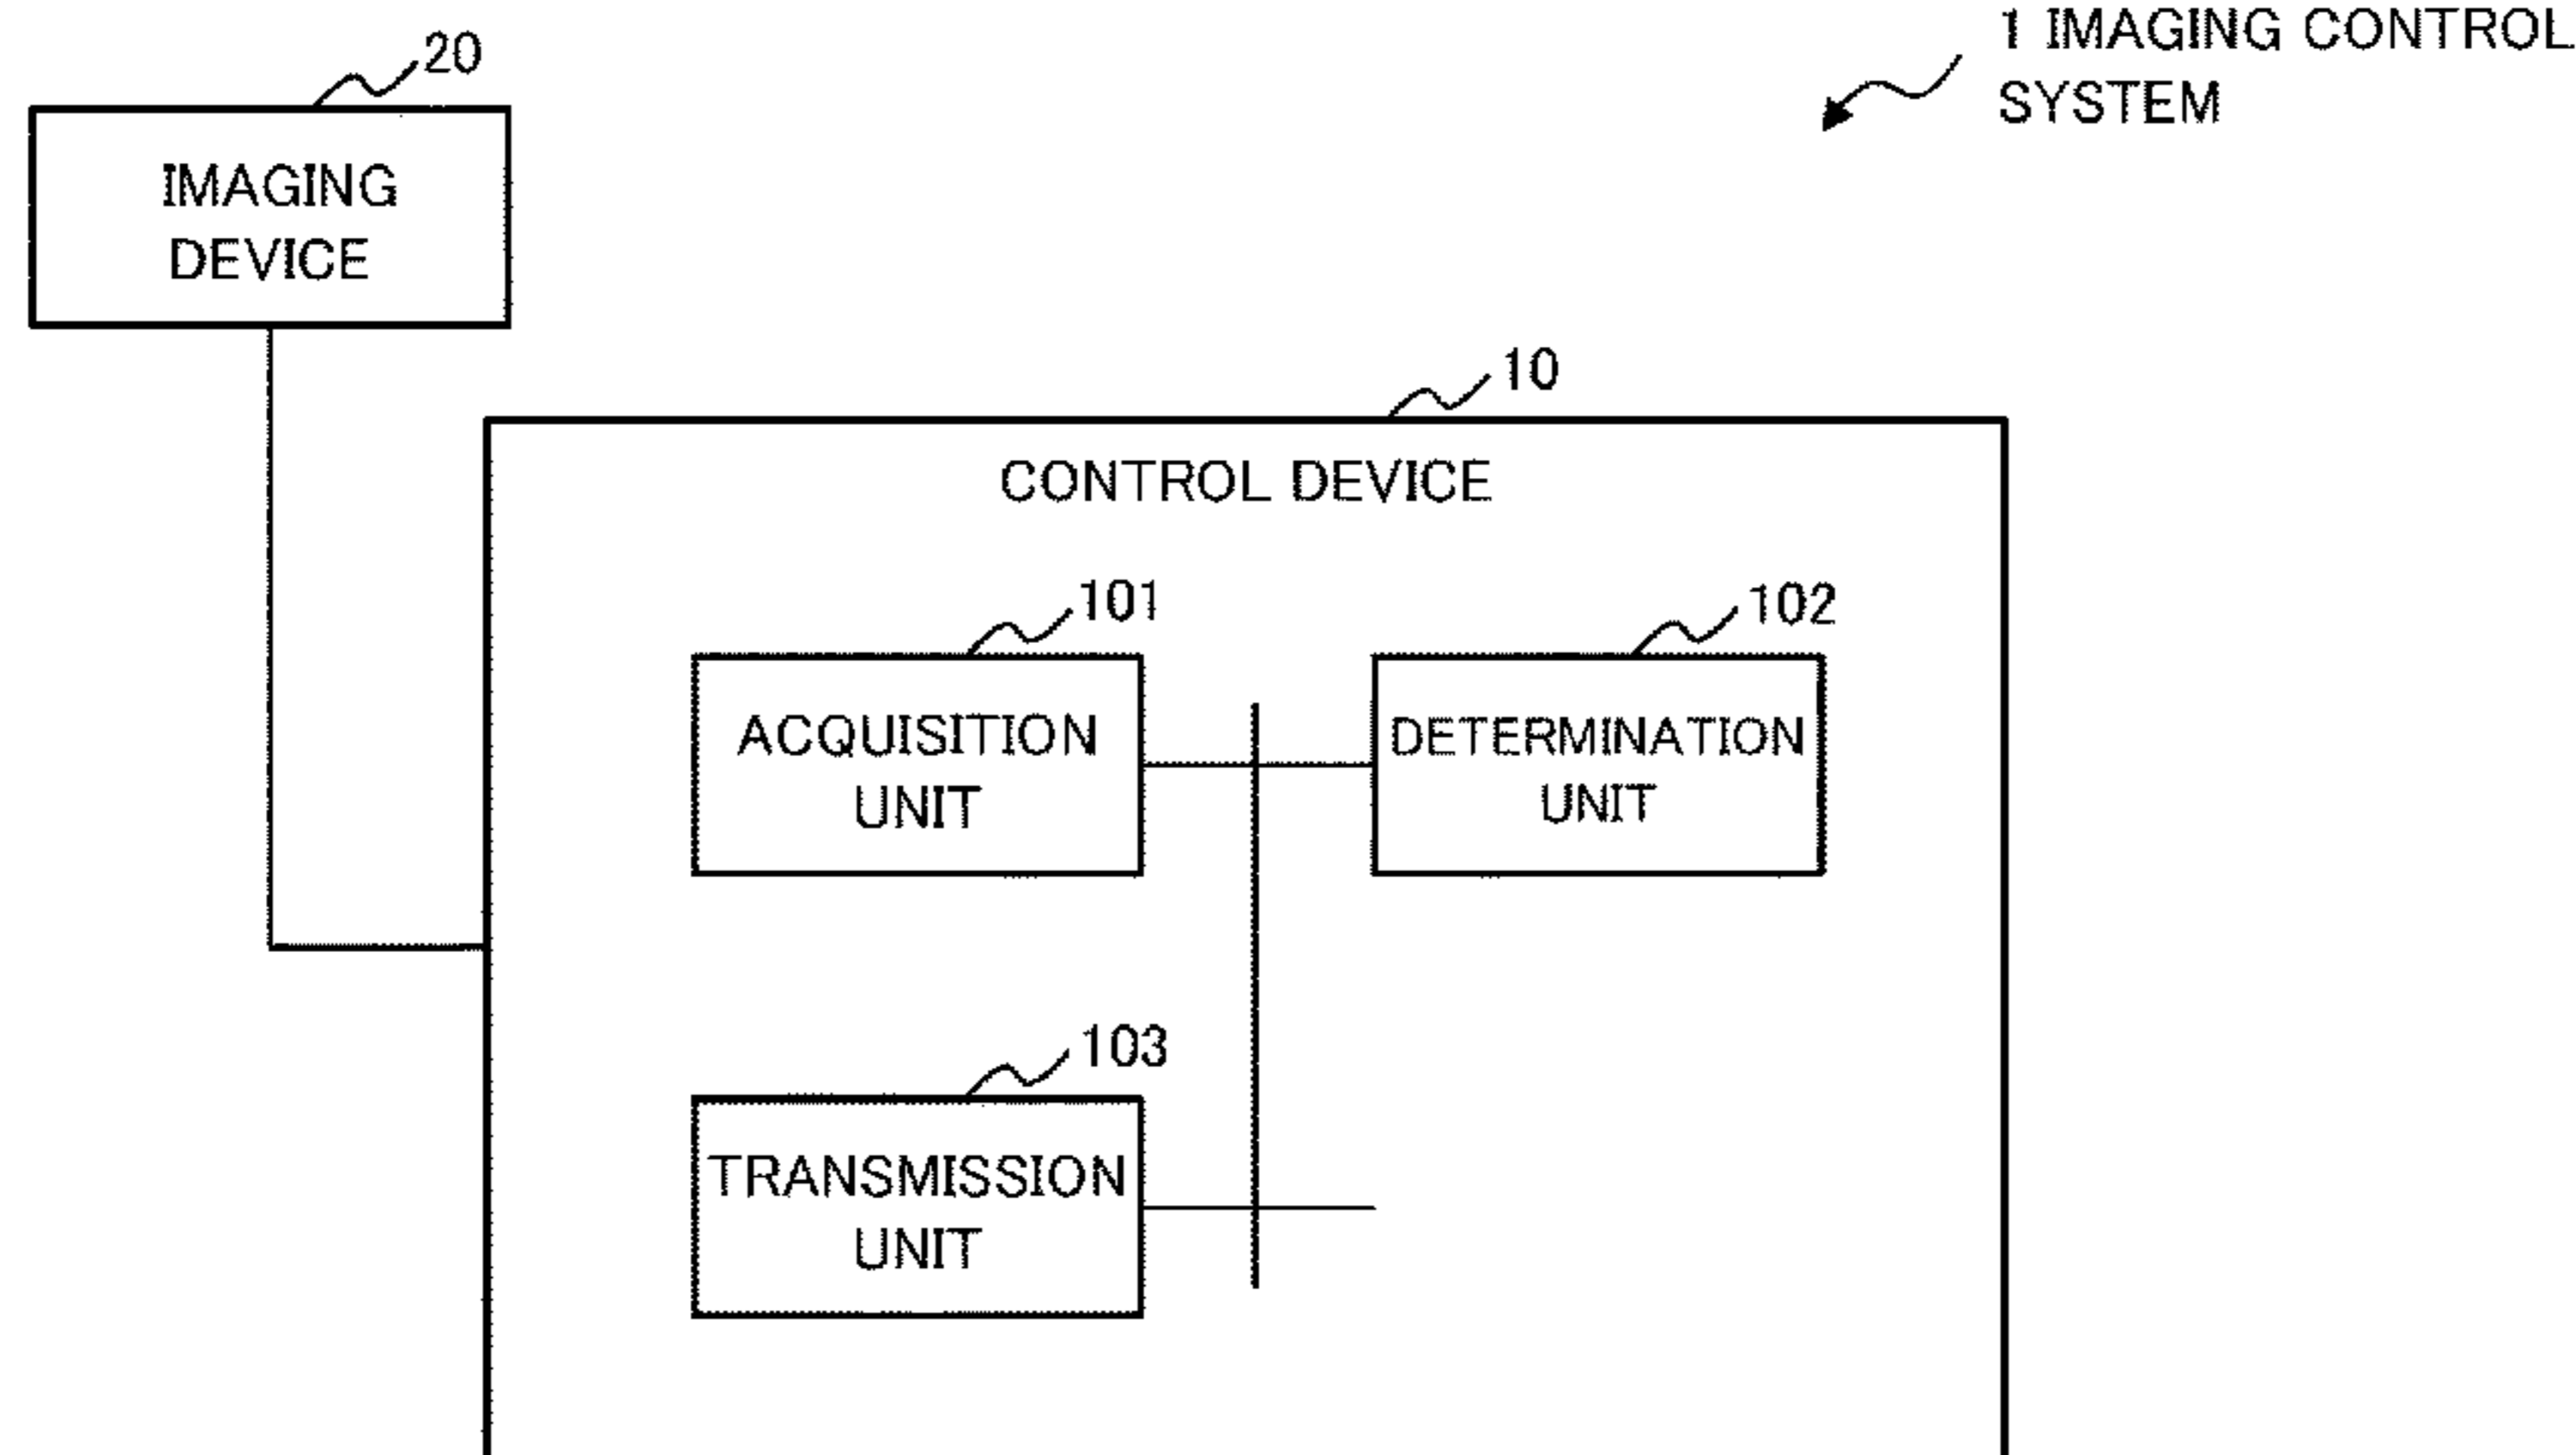 1 IMAGING CONTROL
SYSTEM
20
IMAGING
DEVICE
10
CONTROL DEVICE
101
ACQUISITION
UNIT
102
DETERMINATION
UNIT
103
TRANSMISSION
UNIT